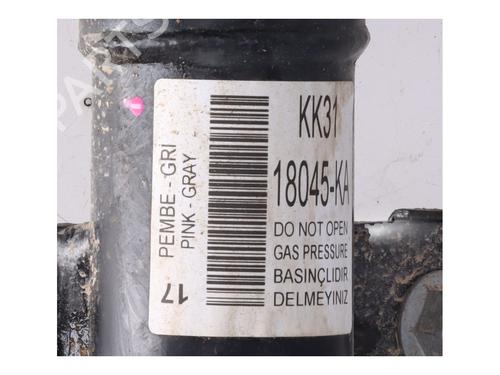 KK31
18045-KA
DO NOT OPEN
GAS PRESSURE
BASINÇLIDIR
DELMEYINIZ
PEMBE - GRİ
PINK - GRAY
17